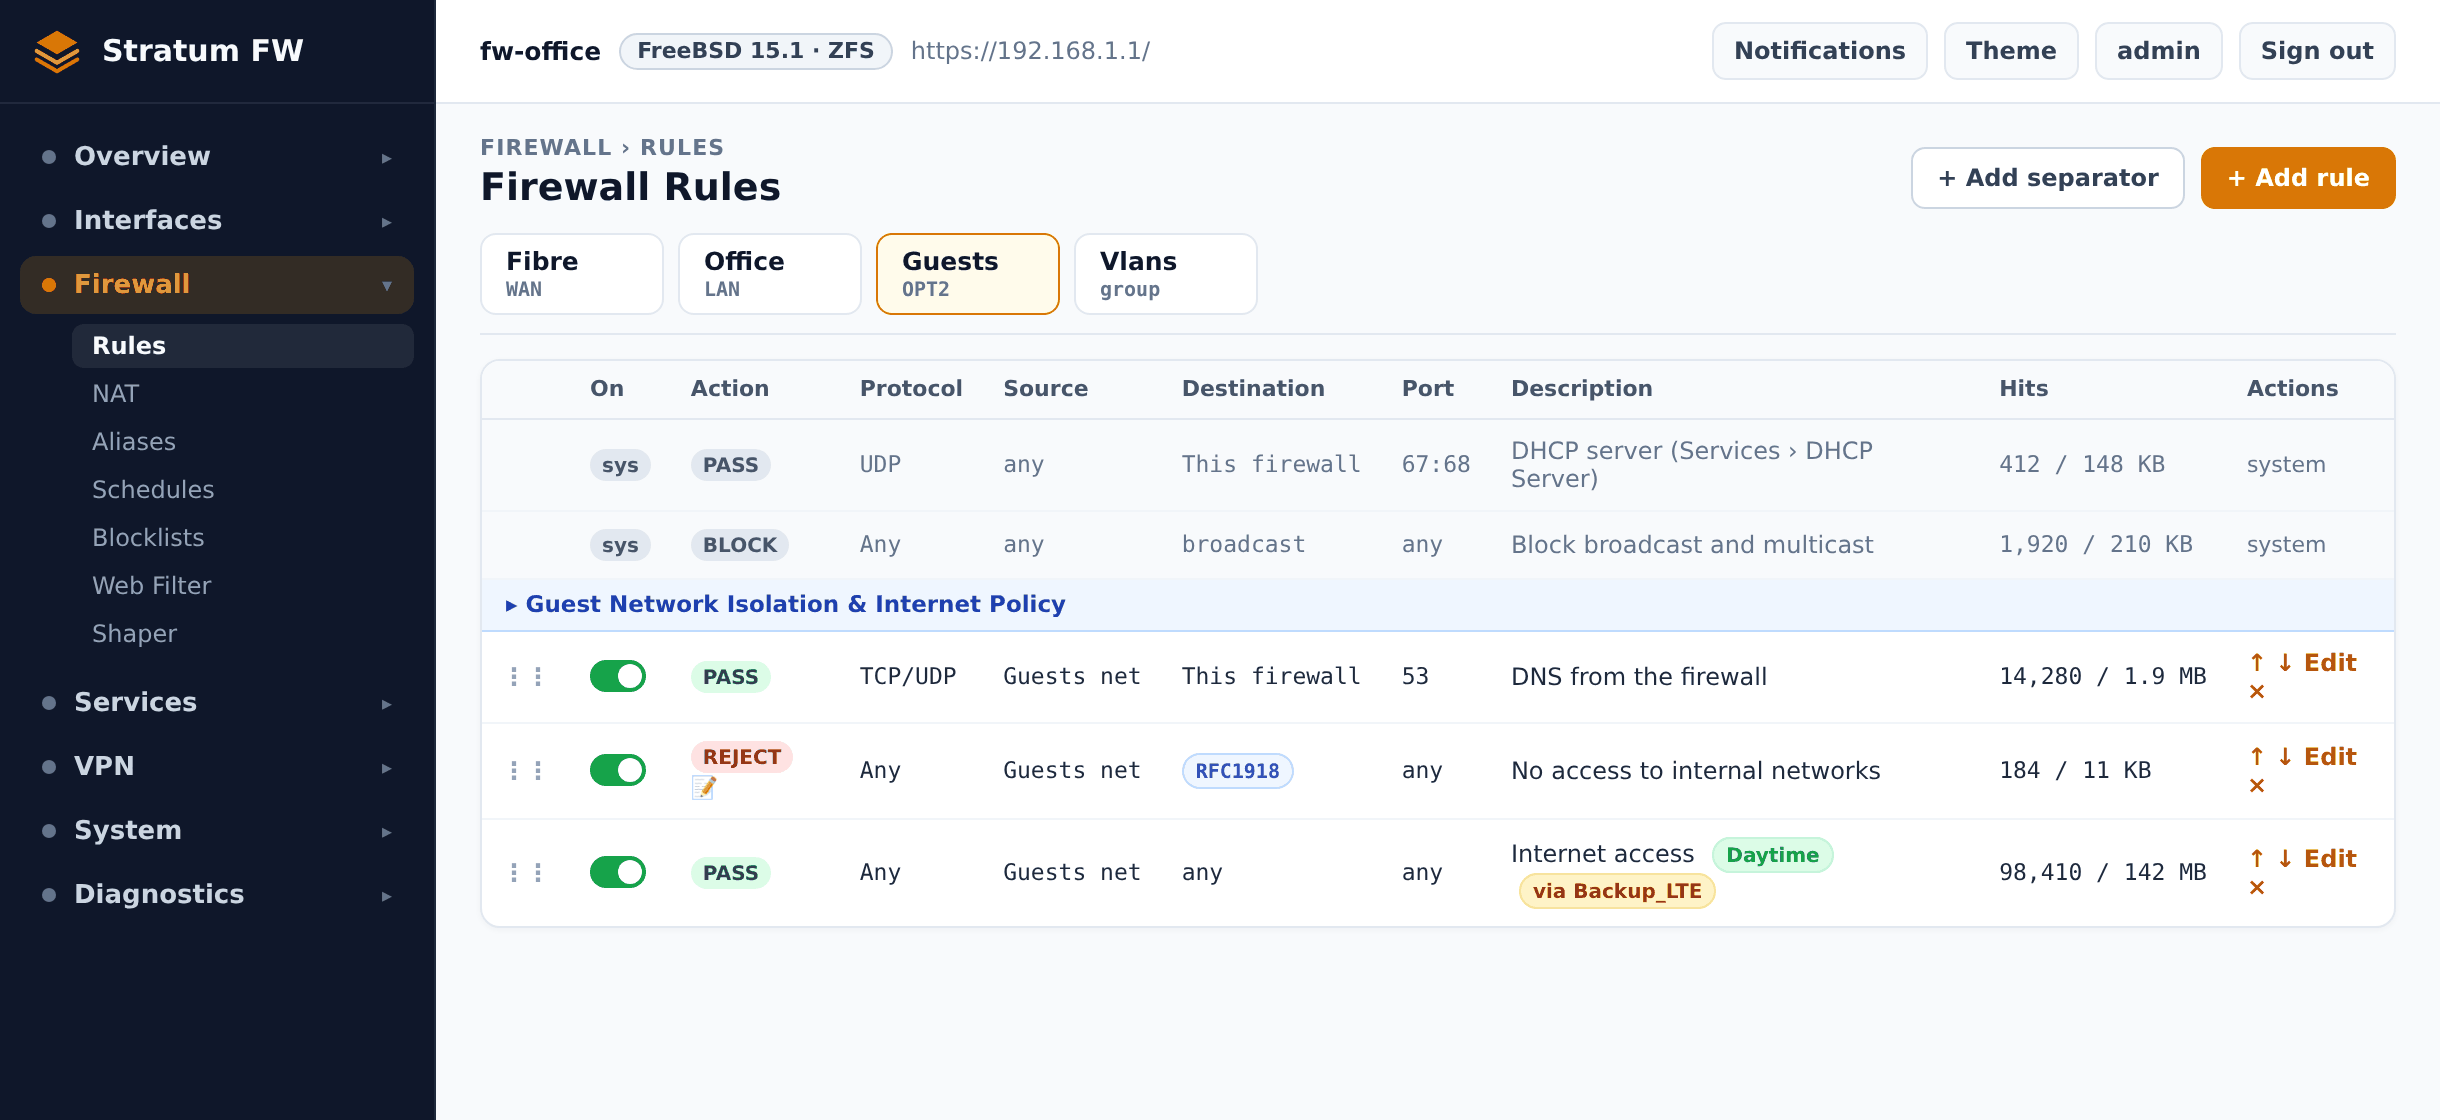 Stratum FW
fw-office FreeBSD 15.1 · ZFS https://192.168.1.1/ Notifications Theme admin Sign out
Overview ▸
Interfaces ▸
Firewall ▾
Rules
NAT
Aliases
Schedules
Blocklists
Web Filter
Shaper
Services ▸
VPN ▸
System ▸
Diagnostics ▸
FIREWALL › RULES
Firewall Rules
+ Add separator + Add rule
Fibre
WAN
Office
LAN
Guests
OPT2
Vlans
group
On Action Protocol Source Destination Port Description Hits Actions
sys PASS UDP any This firewall 67:68 DHCP server (Services › DHCP
Server) 412 / 148 KB system
sys BLOCK Any any broadcast any Block broadcast and multicast 1,920 / 210 KB system
▸ Guest Network Isolation & Internet Policy
PASS TCP/UDP Guests net This firewall 53 DNS from the firewall 14,280 / 1.9 MB ↑ ↓ Edit
×
REJECT 📝 Any Guests net RFC1918 any No access to internal networks 184 / 11 KB ↑ ↓ Edit
×
PASS Any Guests net any any Internet access Daytime
via Backup_LTE 98,410 / 142 MB ↑ ↓ Edit
×